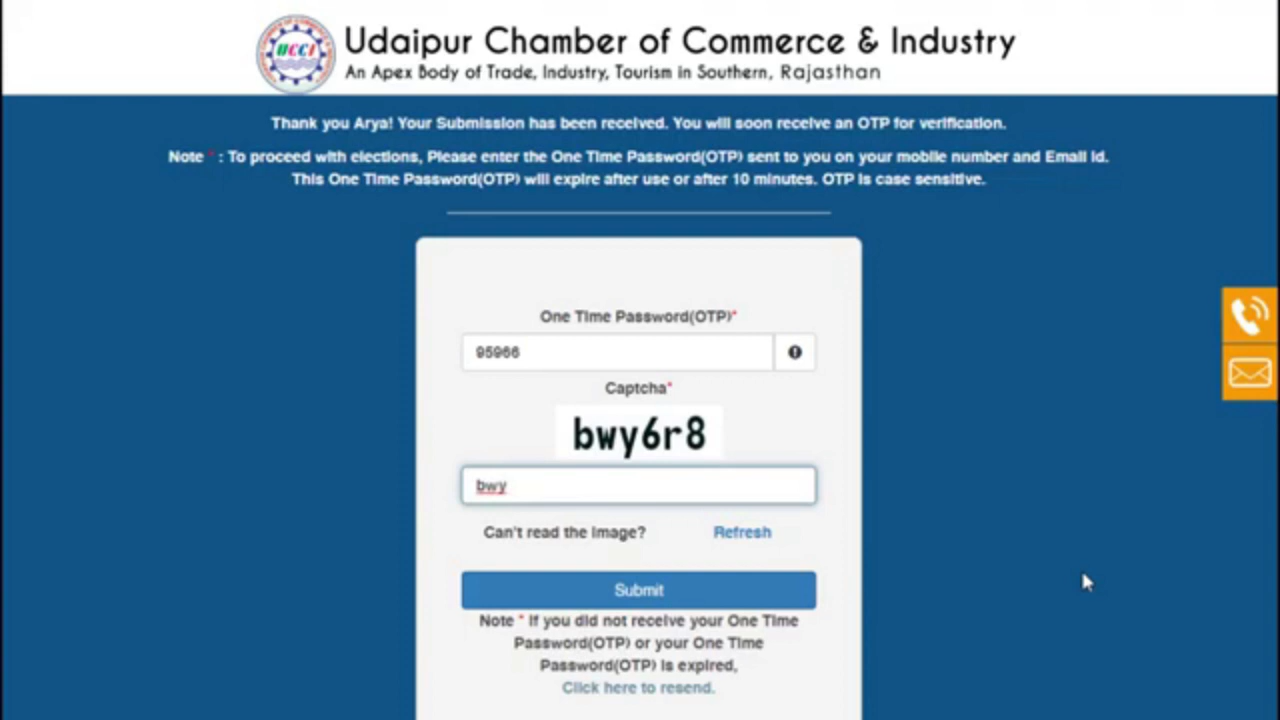 UCCI
Udaipur Chamber of Commerce & Industry
An Apex Body of Trade, Industry, Tourism in Southern, Rajasthan
Thank you Arya! Your Submission has been received. You will soon receive an OTP for verification.
Note * : To proceed with elections, Please enter the One Time Password(OTP) sent to you on your mobile number and Email Id.
This One Time Password(OTP) will expire after use or after 10 minutes. OTP is case sensitive.
One Time Password(OTP)*
95966
Captcha*
bwy6r8
bwy
Can't read the image? Refresh
Submit
Note * If you did not receive your One Time
Password(OTP) or your One Time
Password(OTP) is expired,
Click here to resend.